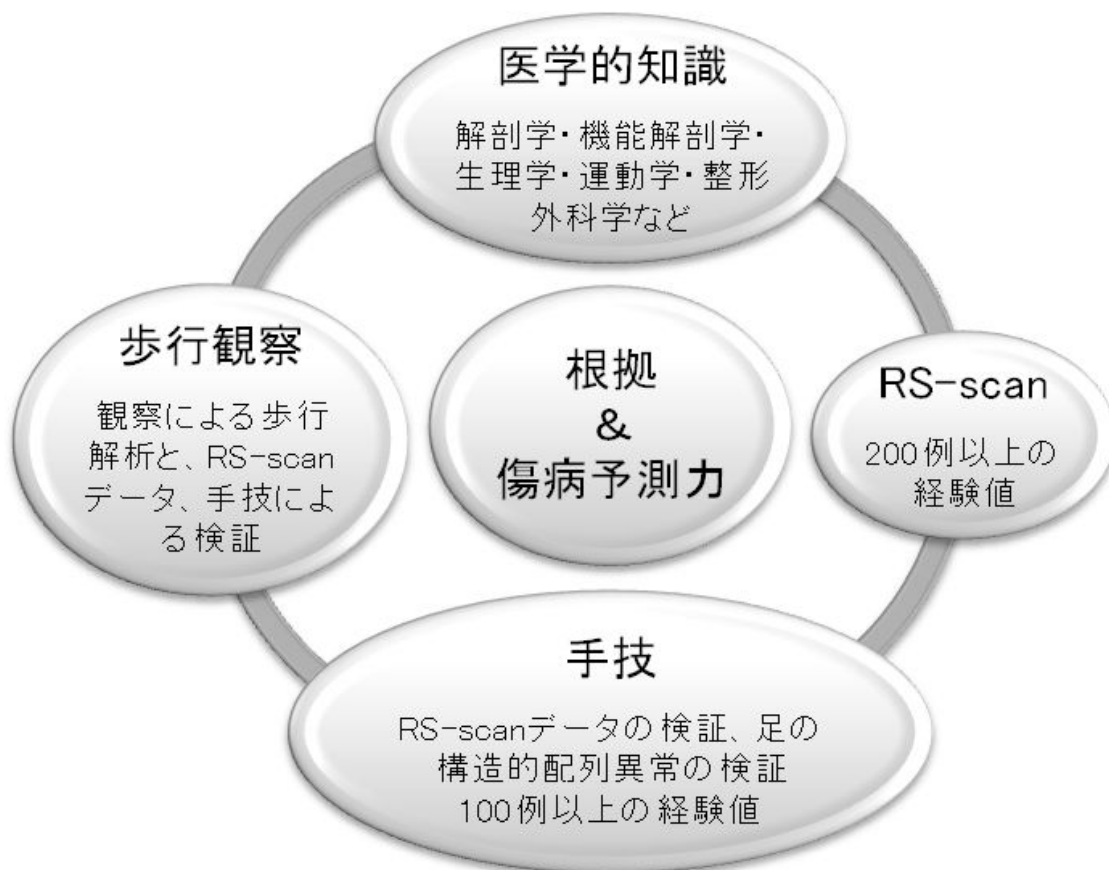 医学的知識
解剖学・機能解剖学・
生理学・運動学・整形
外科学など
歩行観察
観察による歩行
解析と、RS-scan
データ、手技によ
る検証
根拠
&
傷病予測力
RS-scan
200例以上の
経験値
手技
RS-scanデータの検証、足の
構造的配列異常の検証
100例以上の経験値